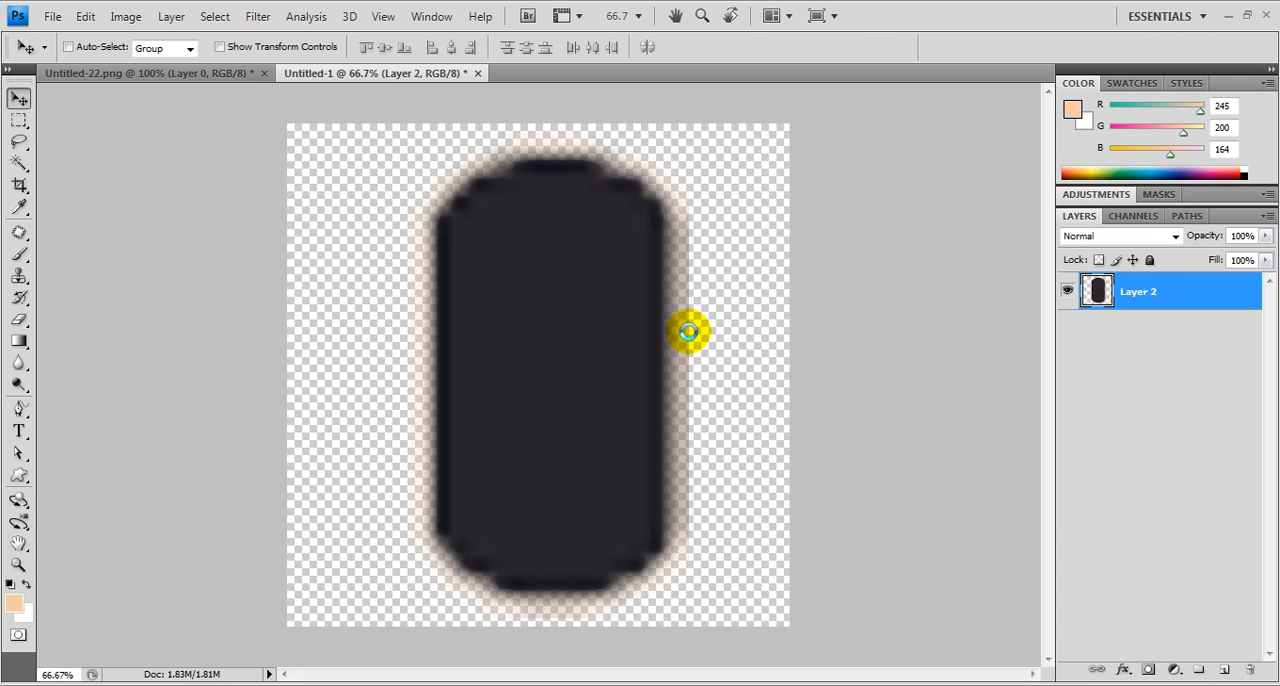 Ps File Edit Image Layer Select Filter Analysis 3D View Window Help Br 66.7 ESSENTIALS
Auto-Select: Group Show Transform Controls
Untitled-22.png @ 100% (Layer 0, RGB/8) * Untitled-1 @ 66.7% (Layer 2, RGB/8) *
COLOR SWATCHES STYLES
R 245
G 200
B 164
ADJUSTMENTS MASKS
LAYERS CHANNELS PATHS
Normal Opacity: 100%
Lock: Fill: 100%
Layer 2
T
fx
66.67% Doc: 1.83M/1.81M